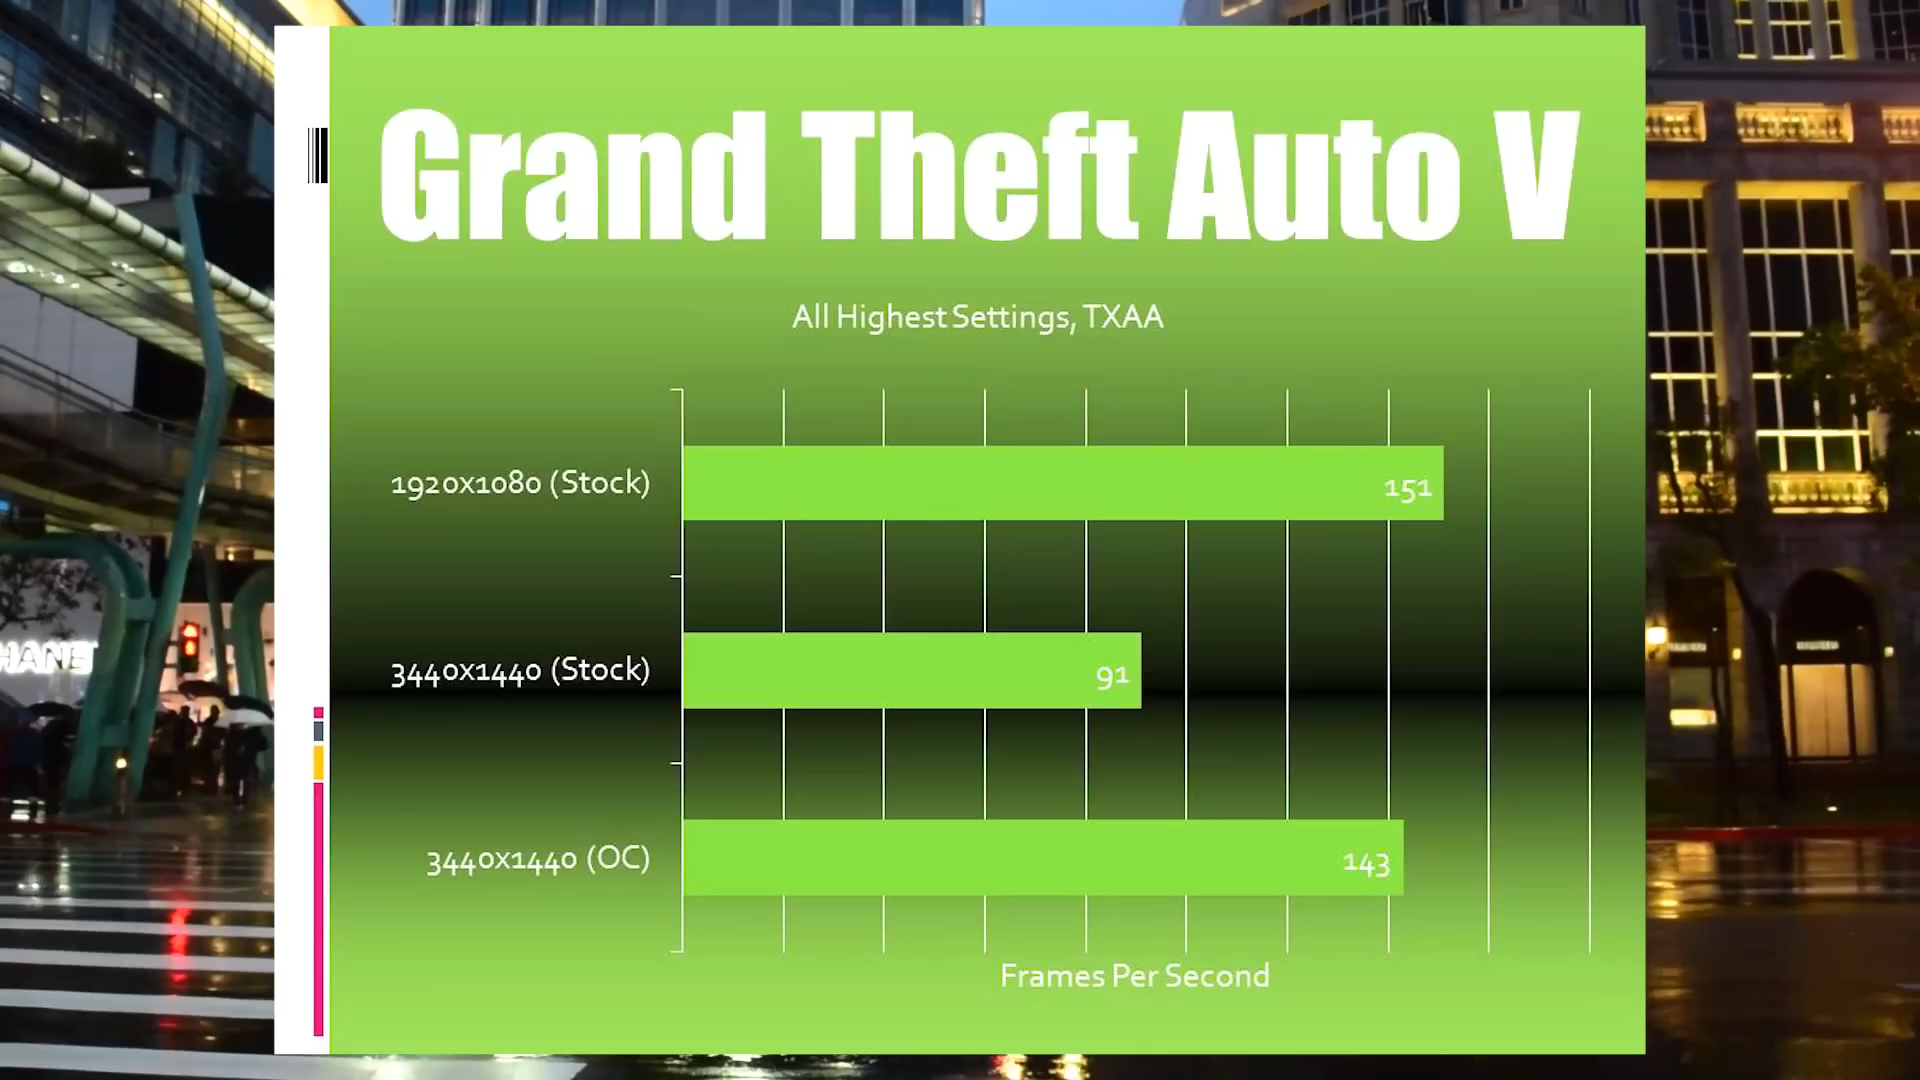 Grand Theft Auto V
All Highest Settings, TXAA
1920x1080 (Stock)
151
3440x1440 (Stock)
91
3440x1440 (OC)
143
Frames Per Second